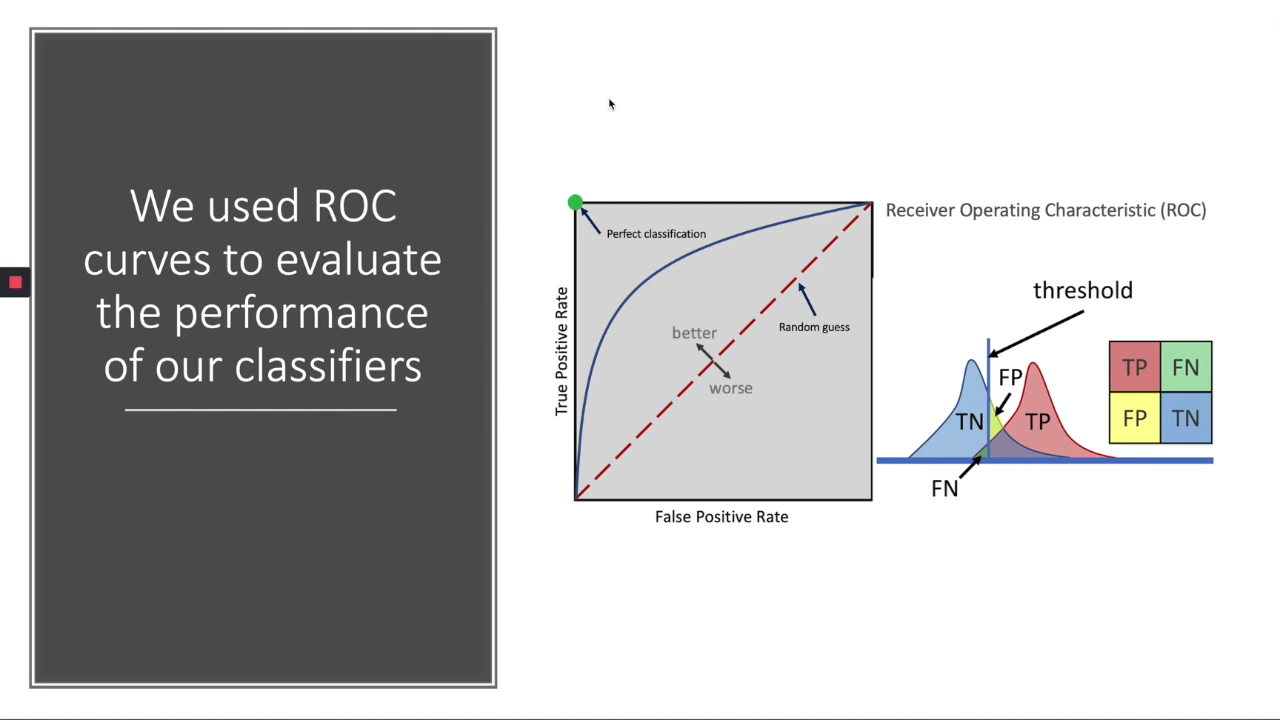 We used ROC
curves to evaluate
the performance
of our classifiers
Perfect classification
True Positive Rate
better
worse
Random guess
False Positive Rate
Receiver Operating Characteristic (ROC)
threshold
FP
TN
TP
FN
TP FN
FP TN